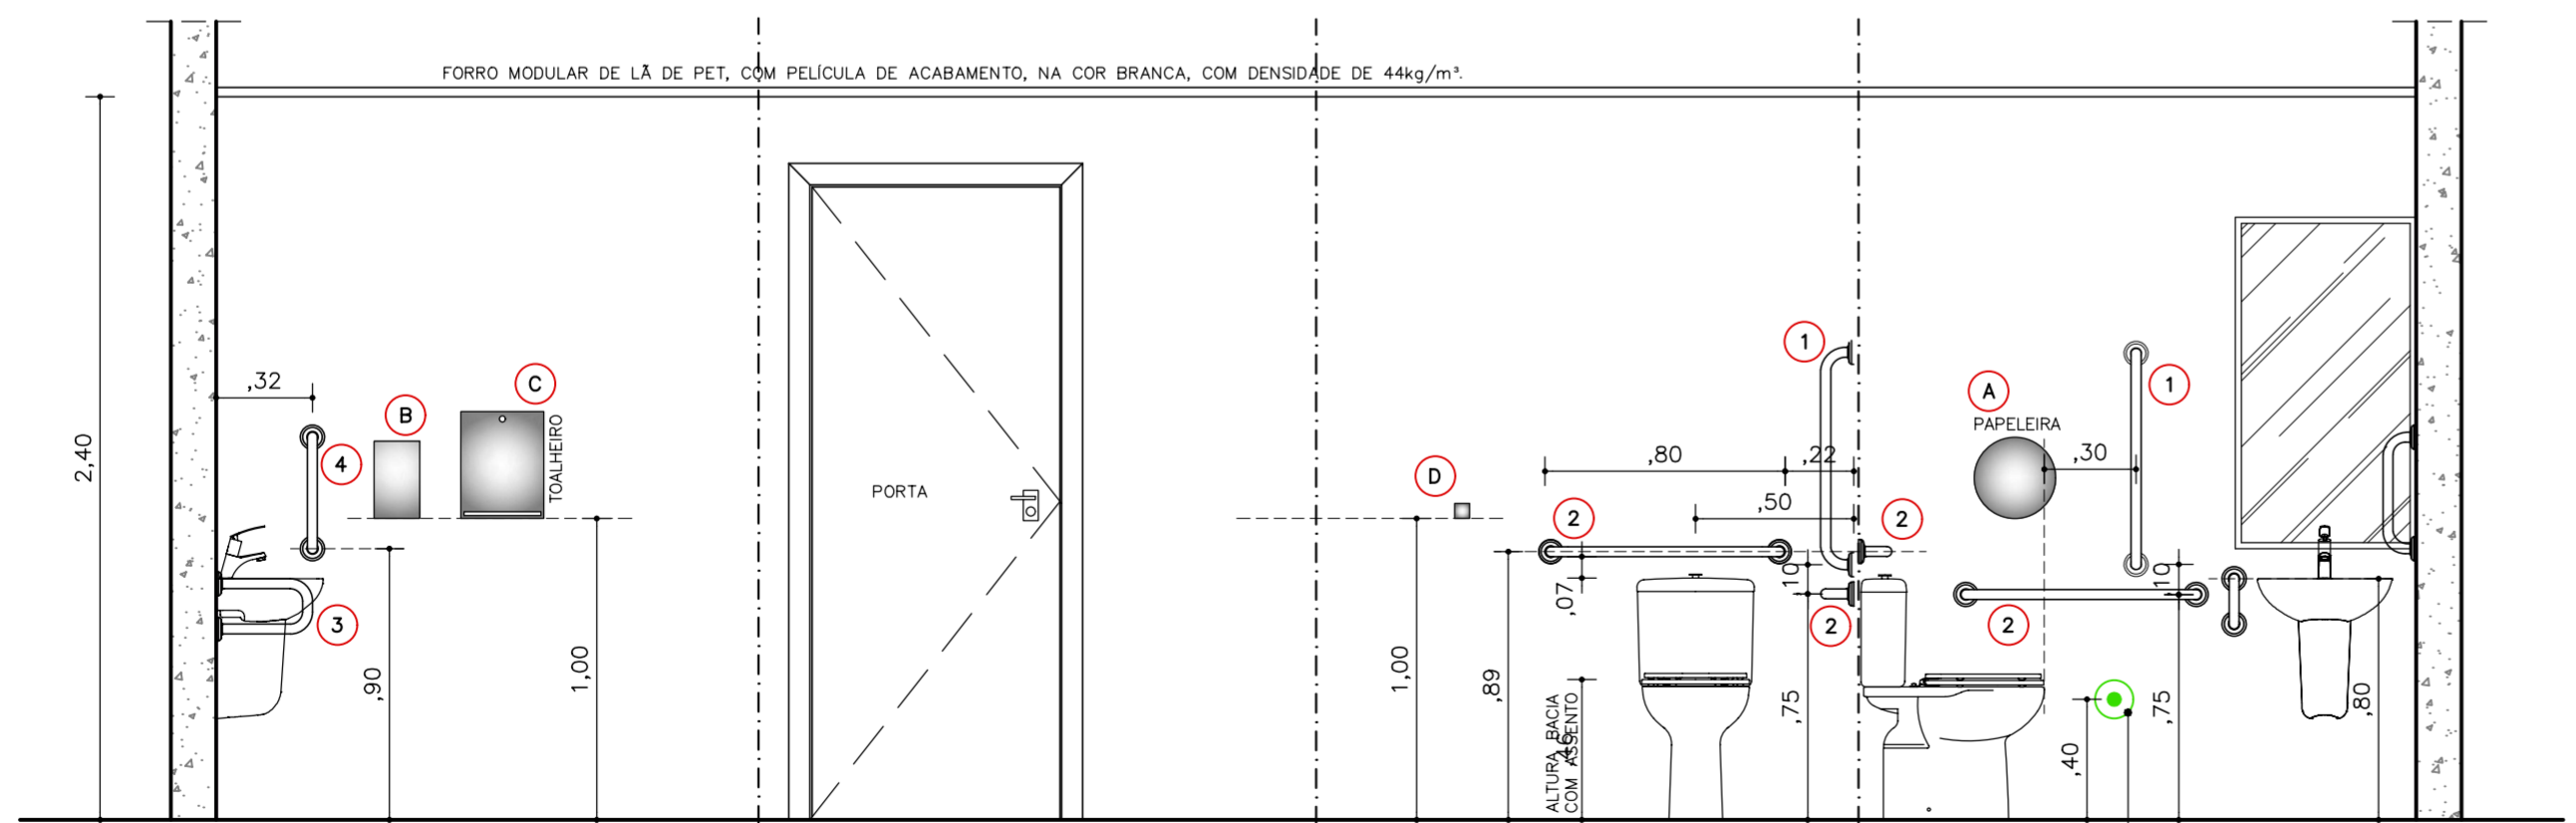 FORRO MODULAR DE LÃ DE PET, COM PELÍCULA DE ACABAMENTO, NA COR BRANCA, COM DENSIDADE DE 44kg/m³.
2,40
,32
B
C
TOALHEIRO
4
3
,90
1,00
PORTA
D
1,00
,89
,80
,22
,50
1
2
2
,07
,10
2
,75
ALTURA BACIA
COM ASSENTO
,46
A
PAPELEIRA
,30
1
2
,10
,40
,75
,80